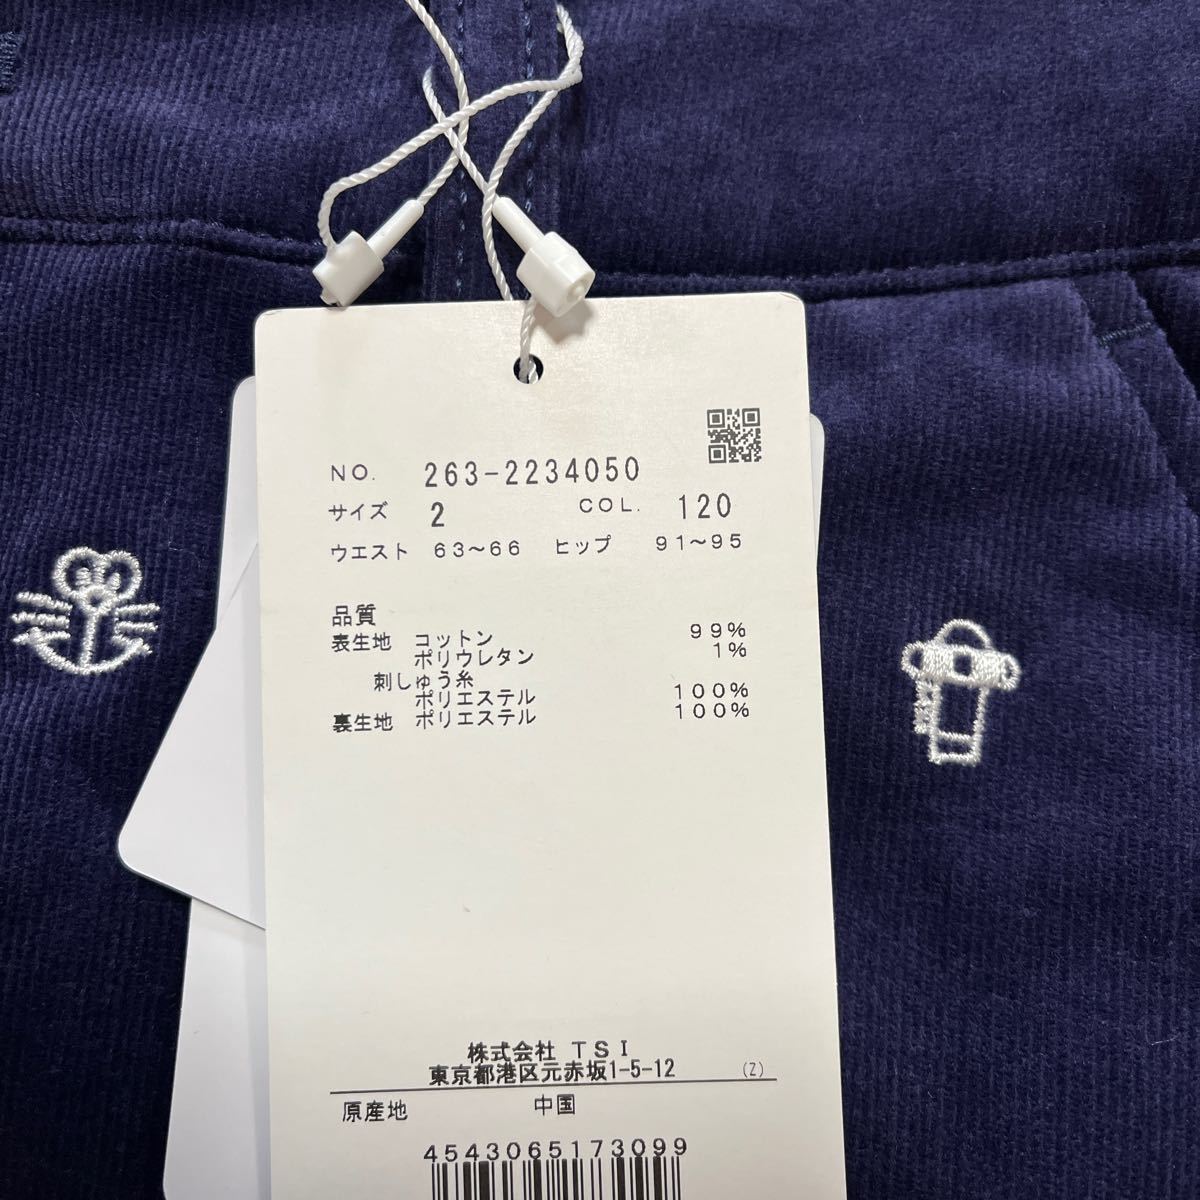 NO. 263-2234050
サイズ 2 COL. 120
ウエスト 63～66 ヒップ 91～95
品質
表生地 コットン 99%
ポリウレタン 1%
刺しゅう糸
ポリエステル 100%
裏生地 ポリエステル 100%
株式会社 TSI
東京都港区元赤坂1-5-12 (Z)
原産地 中国
4543065173099